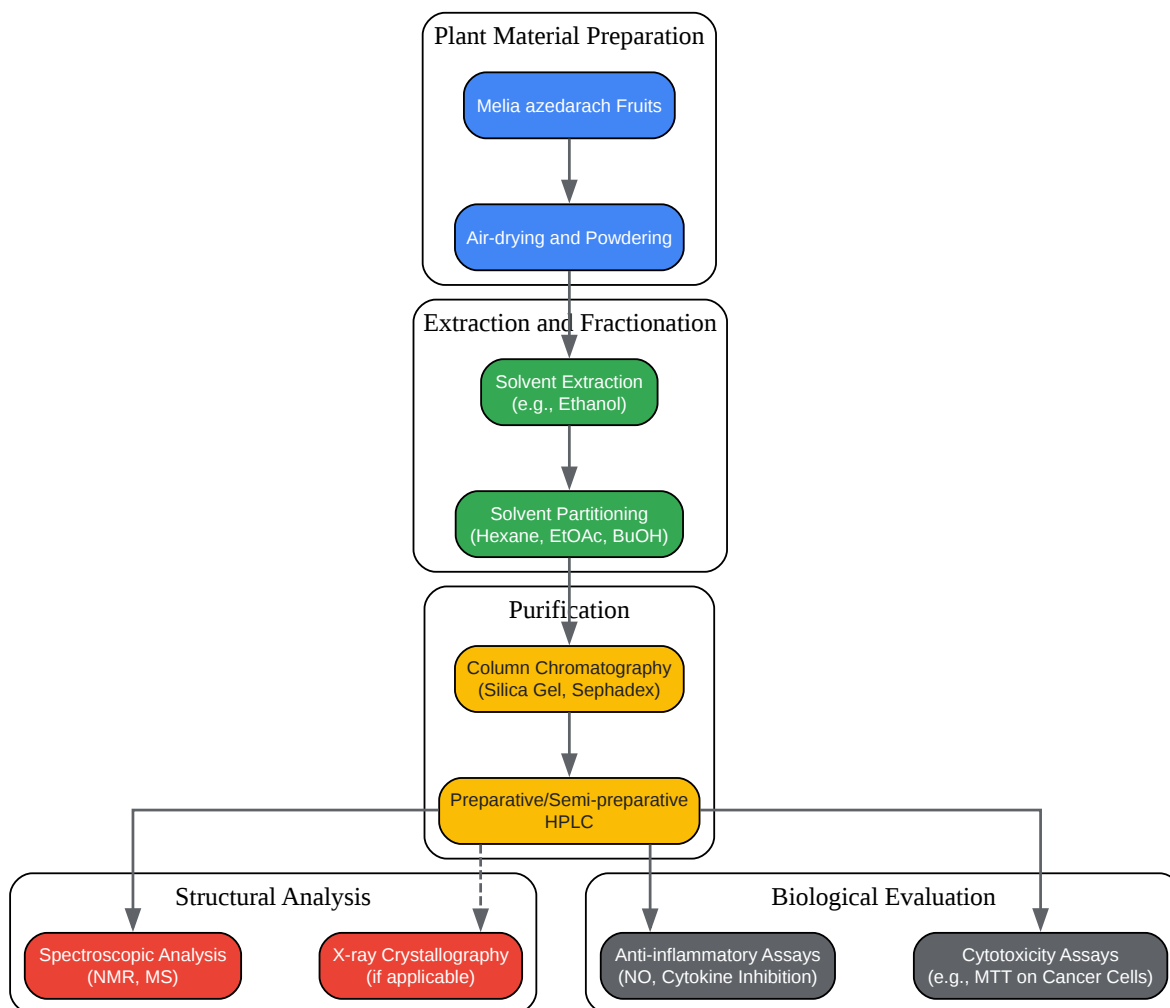 Plant Material Preparation
Melia azedarach Fruits
Air-drying and Powdering
Extraction and Fractionation
Solvent Extraction
(e.g., Ethanol)
Solvent Partitioning
(Hexane, EtOAc, BuOH)
Purification
Column Chromatography
(Silica Gel, Sephadex)
Preparative/Semi-preparative
HPLC
Structural Analysis
Spectroscopic Analysis
(NMR, MS)
X-ray Crystallography
(if applicable)
Biological Evaluation
Anti-inflammatory Assays
(NO, Cytokine Inhibition)
Cytotoxicity Assays
(e.g., MTT on Cancer Cells)